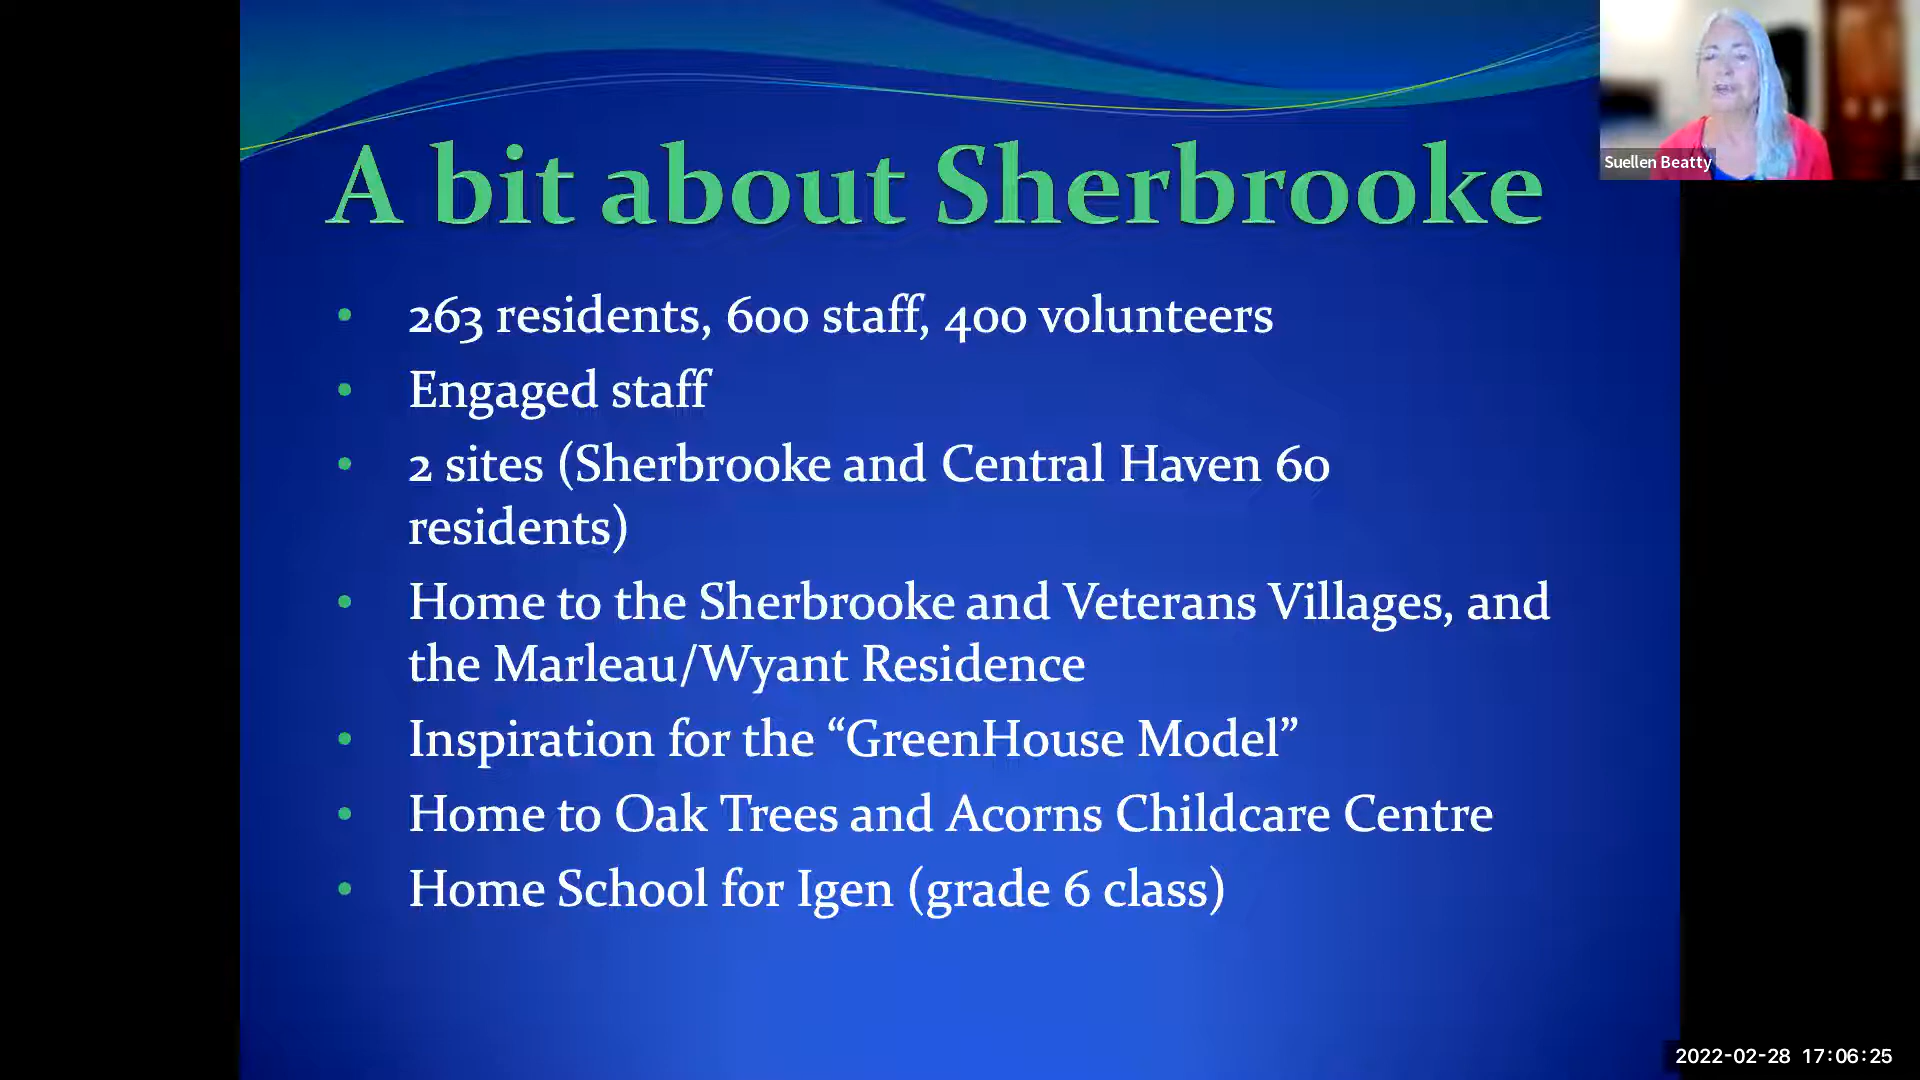 A bit about Sherbrooke
Suellen Beatty
• 263 residents, 600 staff, 400 volunteers
• Engaged staff
• 2 sites (Sherbrooke and Central Haven 60
residents)
• Home to the Sherbrooke and Veterans Villages, and
the Marleau/Wyant Residence
• Inspiration for the “GreenHouse Model”
• Home to Oak Trees and Acorns Childcare Centre
• Home School for Igen (grade 6 class)
2022-02-28 17:06:25